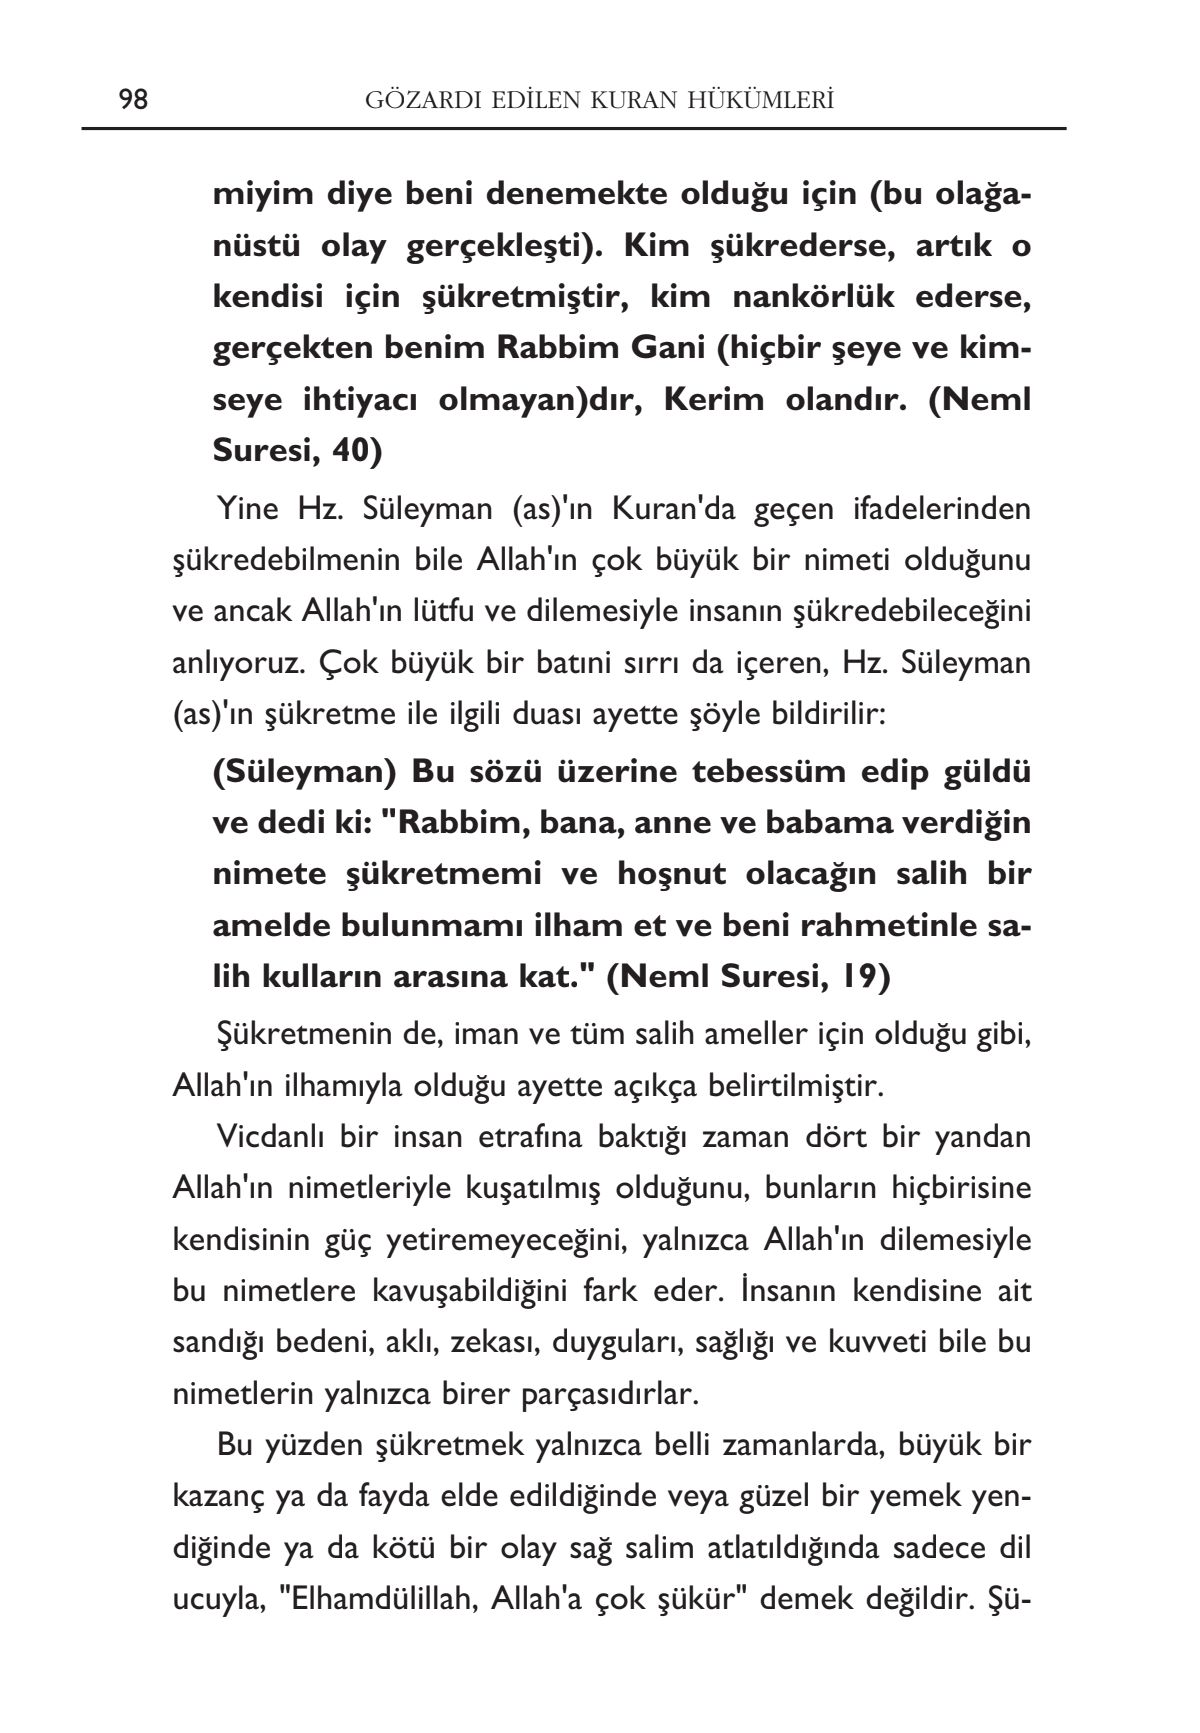 98
GÖZARDI EDİLEN KURAN HÜKÜMLERİ
miyim diye beni denemekte olduğu için (bu olağa-
nüstü olay gerçekleşti). Kim şükrederse, artık o
kendisi için şükretmiştir, kim nankörlük ederse,
gerçekten benim Rabbim Gani (hiçbir şeye ve kim-
seye ihtiyacı olmayan)dır, Kerim olandır. (Neml
Suresi, 40)
Yine Hz. Süleyman (as)'ın Kuran'da geçen ifadelerinden
şükredebilmenin bile Allah'ın çok büyük bir nimeti olduğunu
ve ancak Allah'ın lütfu ve dilemesiyle insanın şükredebileceğini
anlıyoruz. Çok büyük bir batıni sırrı da içeren, Hz. Süleyman
(as)'ın şükretme ile ilgili duası ayette şöyle bildirilir:
(Süleyman) Bu sözü üzerine tebessüm edip güldü
ve dedi ki: "Rabbim, bana, anne ve babama verdiğin
nimete şükretmemi ve hoşnut olacağın salih bir
amelde bulunmamı ilham et ve beni rahmetinle sa-
lih kulların arasına kat." (Neml Suresi, 19)
Şükretmenin de, iman ve tüm salih ameller için olduğu gibi,
Allah'ın ilhamıyla olduğu ayette açıkça belirtilmiştir.
Vicdanlı bir insan etrafına baktığı zaman dört bir yandan
Allah'ın nimetleriyle kuşatılmış olduğunu, bunların hiçbirisine
kendisinin güç yetiremeyeceğini, yalnızca Allah'ın dilemesiyle
bu nimetlere kavuşabildiğini fark eder. İnsanın kendisine ait
sandığı bedeni, aklı, zekası, duyguları, sağlığı ve kuvveti bile bu
nimetlerin yalnızca birer parçasıdırlar.
Bu yüzden şükretmek yalnızca belli zamanlarda, büyük bir
kazanç ya da fayda elde edildiğinde veya güzel bir yemek yen-
diğinde ya da kötü bir olay sağ salim atlatıldığında sadece dil
ucuyla, "Elhamdülillah, Allah'a çok şükür" demek değildir. Şü-